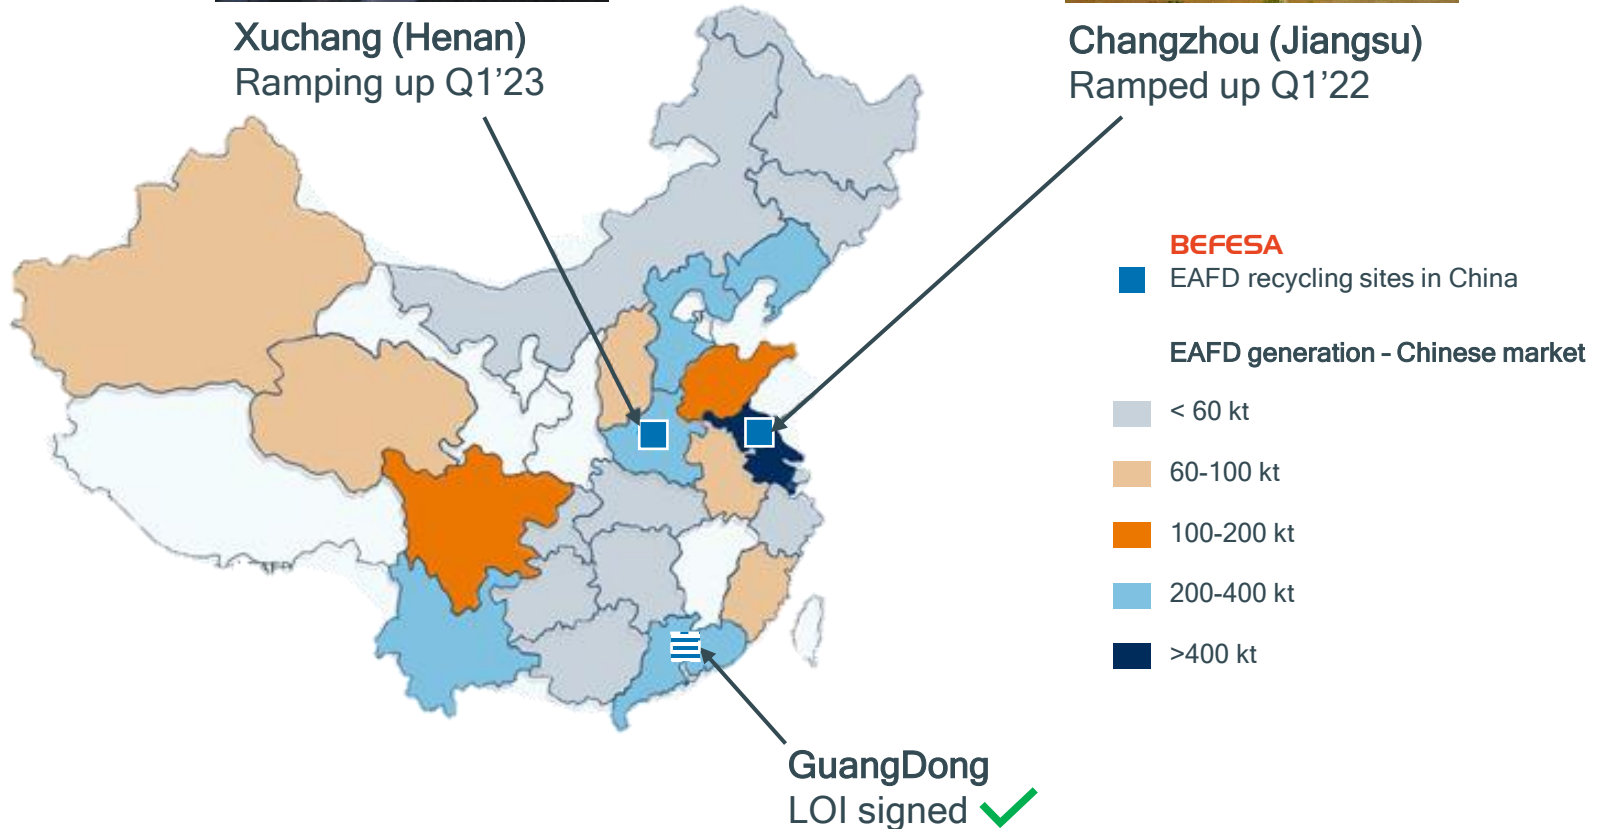 Xuchang (Henan)
Ramping up Q1’23
Changzhou (Jiangsu)
Ramped up Q1’22
BEFESA
EAFD recycling sites in China
EAFD generation - Chinese market
< 60 kt
60-100 kt
100-200 kt
200-400 kt
>400 kt
GuangDong
LOI signed